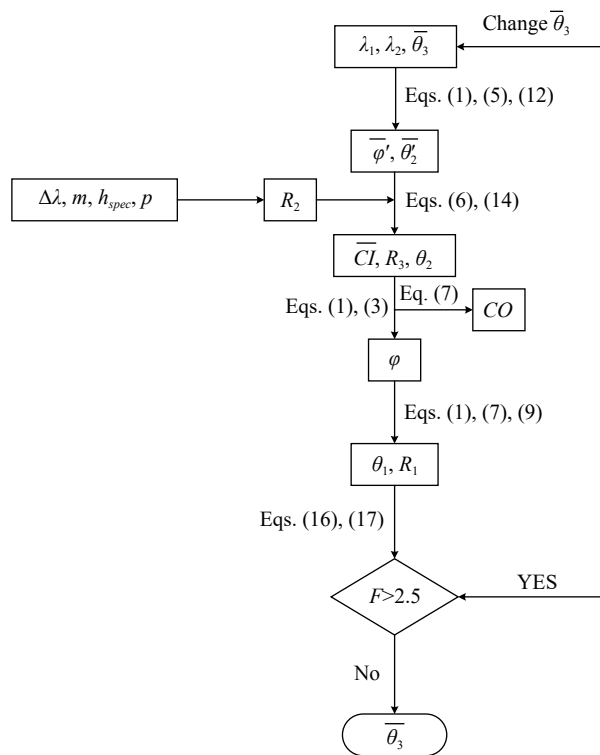 Change θ̅₃
λ₁, λ₂, θ̅₃
Eqs. (1), (5), (12)
φ̅′, θ̅₂′
Δλ, m, hₛₚₑc, p
R₂
Eqs. (6), (14)
C̅I̅, R₃, θ₂
Eqs. (1), (3)
Eq. (7)
CO
φ
Eqs. (1), (7), (9)
θ₁, R₁
Eqs. (16), (17)
F>2.5
YES
No
θ̅₃